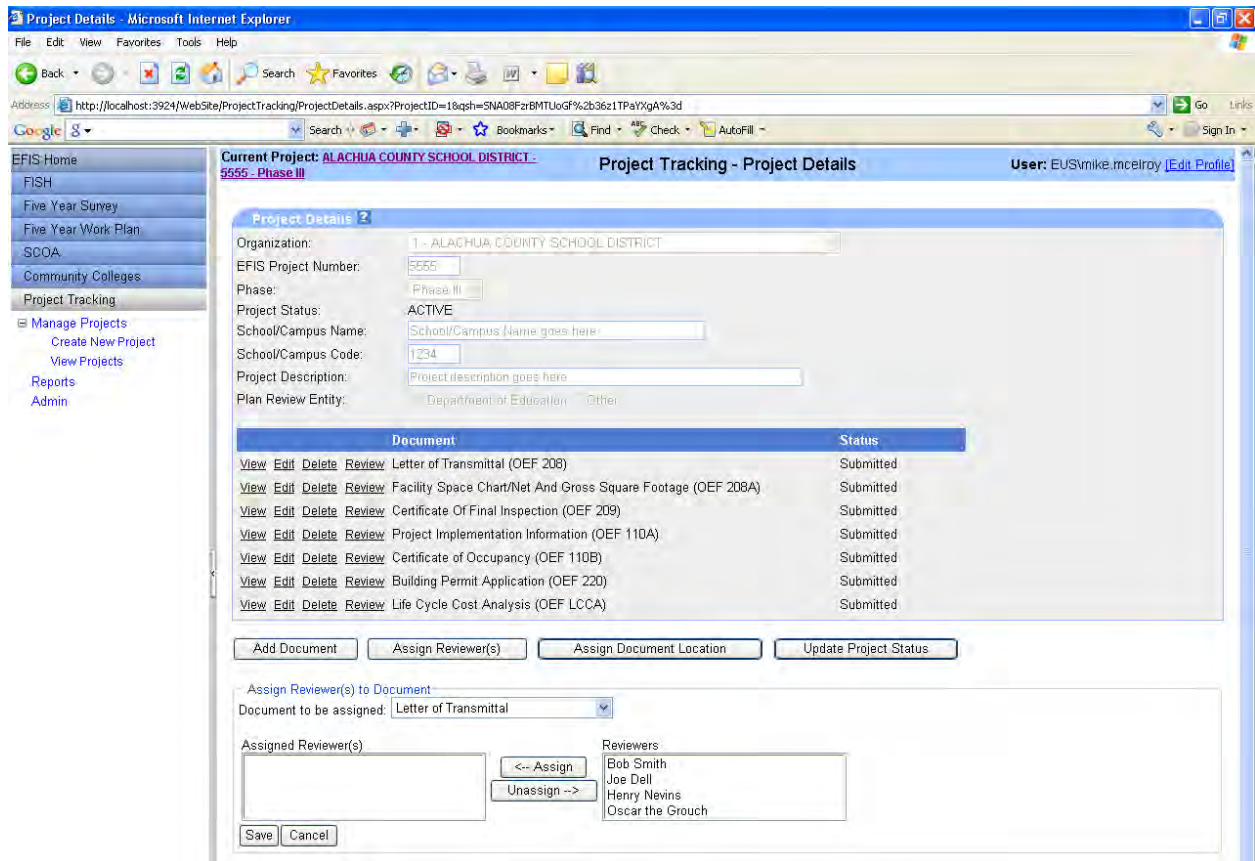 Project Details - Microsoft Internet Explorer
File Edit View Favorites Tools Help
Back Search Favorites
Address http://localhost:3924/WebSite/ProjectTracking/ProjectDetails.aspx?ProjectID=18qsh=SNA08FzrBMTUoGf%2b36z1TPaYXgA%3d Go Links
Google Search Bookmarks Find Check AutoFill Sign In
EFIS Home
FISH
Five Year Survey
Five Year Work Plan
SCOA
Community Colleges
Project Tracking
Manage Projects
Create New Project
View Projects
Reports
Admin
Current Project: ALACHUA COUNTY SCHOOL DISTRICT -
5555 - Phase III
Project Tracking - Project Details
User: EUS\mike.mcelroy [Edit Profile]
Project Details ?
Organization: 1 - ALACHUA COUNTY SCHOOL DISTRICT
EFIS Project Number: 5555
Phase: Phase III
Project Status: ACTIVE
School/Campus Name: School/Campus Name goes here
School/Campus Code: 1234
Project Description: Project description goes here
Plan Review Entity: Department of Education Other
Document Status
View Edit Delete Review Letter of Transmittal (OEF 208) Submitted
View Edit Delete Review Facility Space Chart/Net And Gross Square Footage (OEF 208A) Submitted
View Edit Delete Review Certificate Of Final Inspection (OEF 209) Submitted
View Edit Delete Review Project Implementation Information (OEF 110A) Submitted
View Edit Delete Review Certificate of Occupancy (OEF 110B) Submitted
View Edit Delete Review Building Permit Application (OEF 220) Submitted
View Edit Delete Review Life Cycle Cost Analysis (OEF LCCA) Submitted
Add Document Assign Reviewer(s) Assign Document Location Update Project Status
Assign Reviewer(s) to Document
Document to be assigned: Letter of Transmittal
Assigned Reviewer(s) Reviewers
<-- Assign
Unassign -->
Bob Smith
Joe Dell
Henry Nevins
Oscar the Grouch
Save Cancel